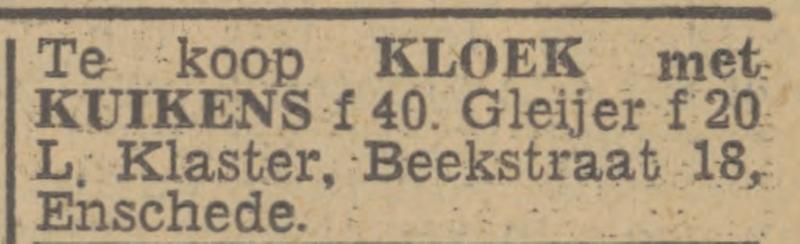 Te koop KLOEK met
KUIKENS f 40. Gleijer f 20
L. Klaster, Beekstraat 18,
Enschede.